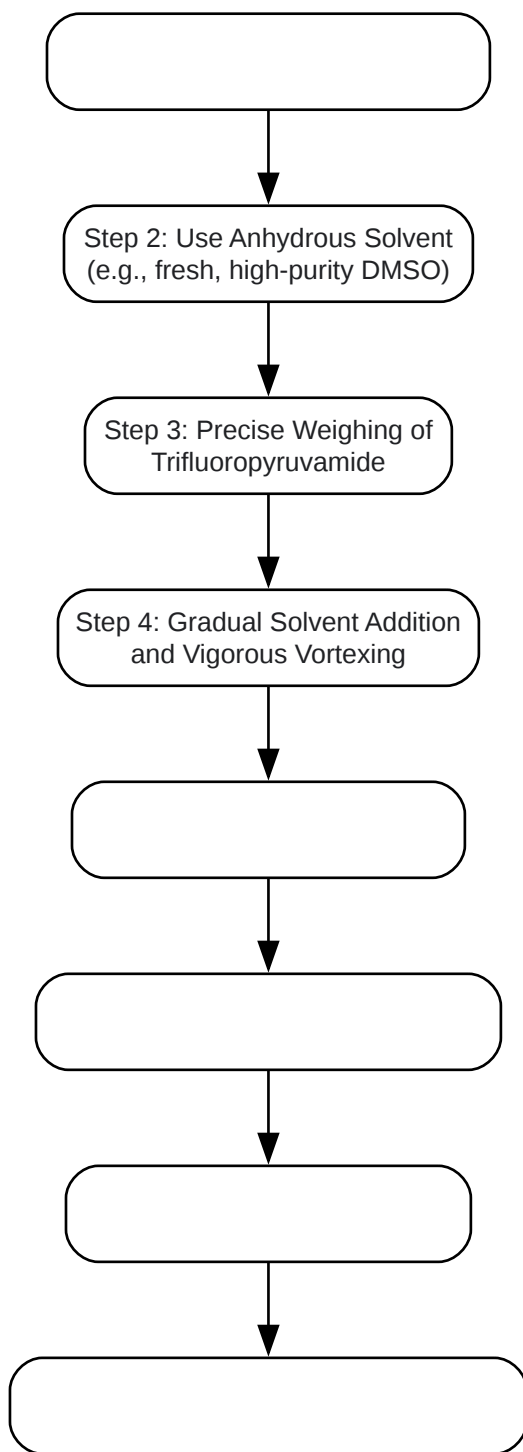 Step 2: Use Anhydrous Solvent
(e.g., fresh, high-purity DMSO)
Step 3: Precise Weighing of
Trifluoropyruvamide
Step 4: Gradual Solvent Addition
and Vigorous Vortexing